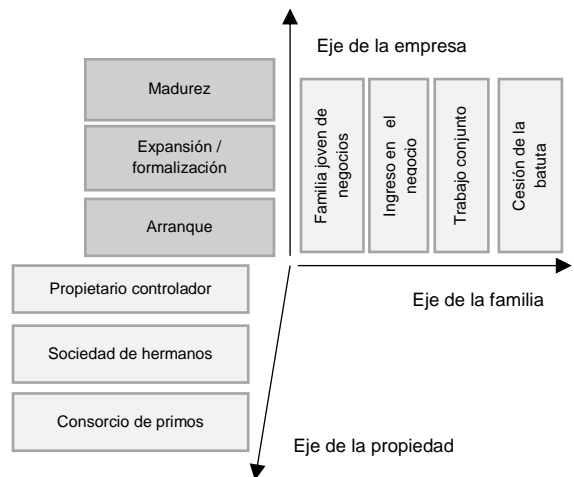 Eje de la empresa
Madurez
Expansión /
formalización
Arranque
Familia joven de
negocios
Ingreso en el
negocio
Trabajo conjunto
Cesión de la
batuta
Propietario controlador
Eje de la familia
Sociedad de hermanos
Consorcio de primos
Eje de la propiedad